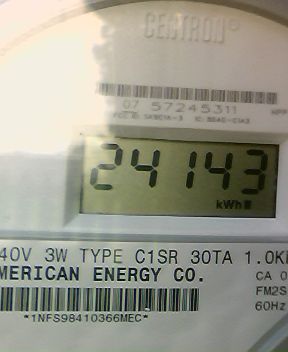 CENTRON®
07 57245311
24143
kWh
40V 3W TYPE C1SR 30TA 1.0K
MERICAN ENERGY CO.
CA 0
FM2S
60Hz
*1NFS98410366MEC*